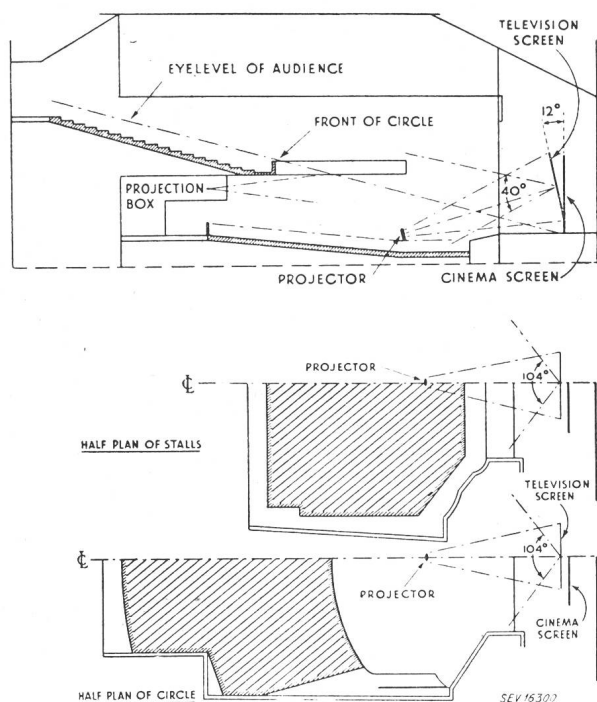 TELEVISION
SCREEN
EYELEVEL OF AUDIENCE
12°
FRONT OF CIRCLE
PROJECTION
BOX
40°
PROJECTOR
CINEMA SCREEN
PROJECTOR
104°
℄
HALF PLAN OF STALLS
TELEVISION
SCREEN
℄
104°
PROJECTOR
CINEMA
SCREEN
HALF PLAN OF CIRCLE
SEV 16300